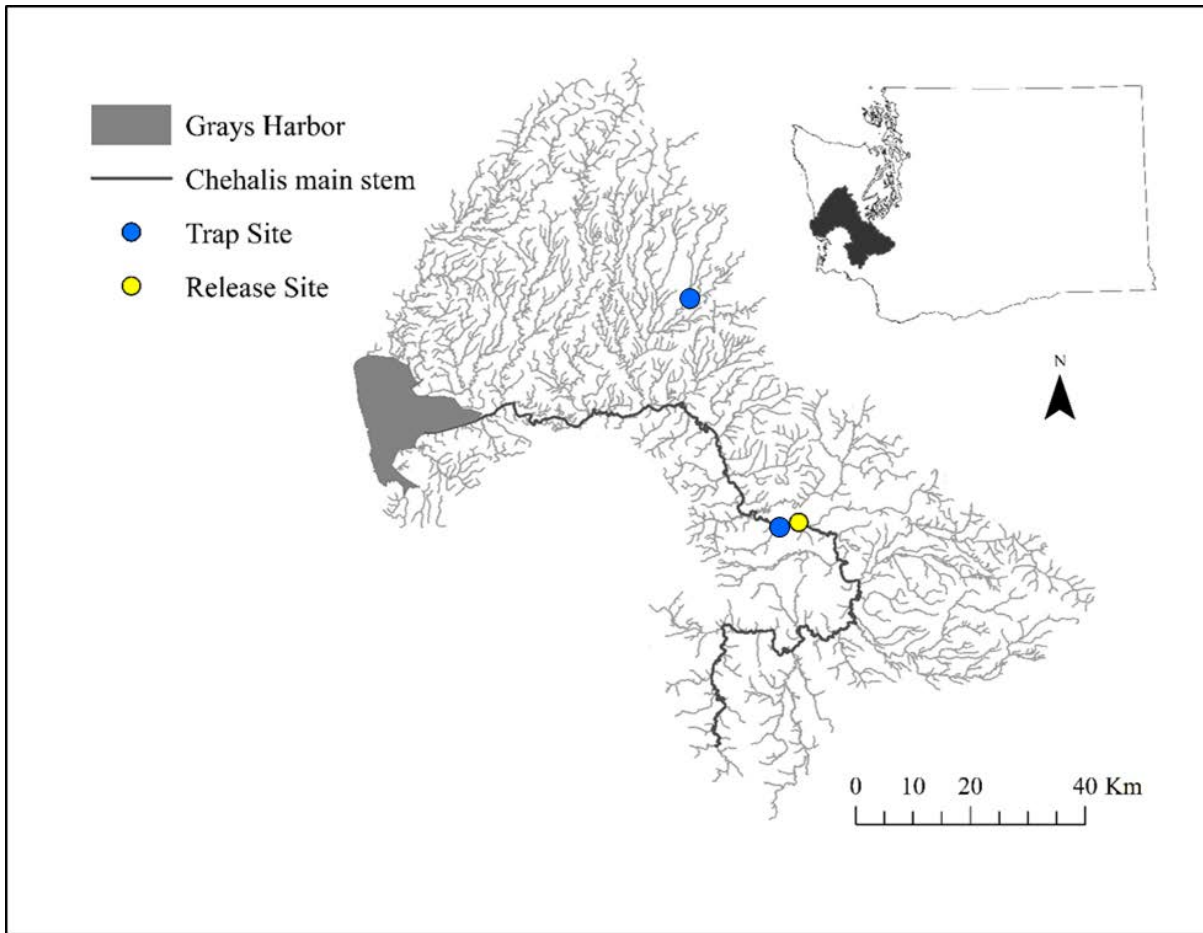 Grays Harbor
Chehalis main stem
Trap Site
Release Site
N
0 10 20 40 Km